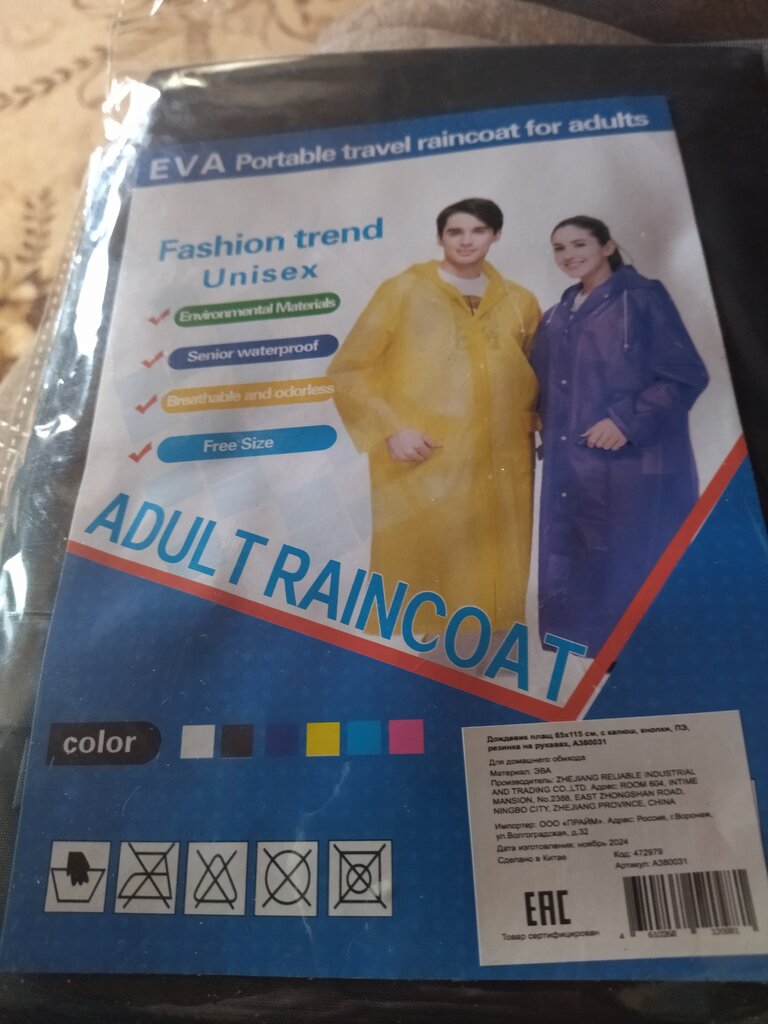 EVA Portable travel raincoat for adults
Fashion trend
Unisex
Environmental Materials
Senior waterproof
Breathable and odorless
Free Size
ADULT RAINCOAT
color
Дождевик плащ 65х115 см, с капюш, кнопки, ПЭ,
резинка на рукавах, А380031
Для домашнего обихода
Материал: ЭВА
Производитель: ZHEJIANG RELIABLE INDUSTRIAL
AND TRADING CO.,LTD. Адрес: ROOM 604, INTIME
MANSION, No.2388, EAST ZHONGSHAN ROAD,
NINGBO CITY, ZHEJIANG PROVINCE, CHINA
Импортер: ООО «ПРАЙМ». Адрес: Россия, г.Воронеж,
ул.Волгоградская, д.32
Дата изготовления: ноябрь 2024
Сделано в Китае
Код: 472979
Артикул: А380031
EAC
Товар сертифицирован
4 610268